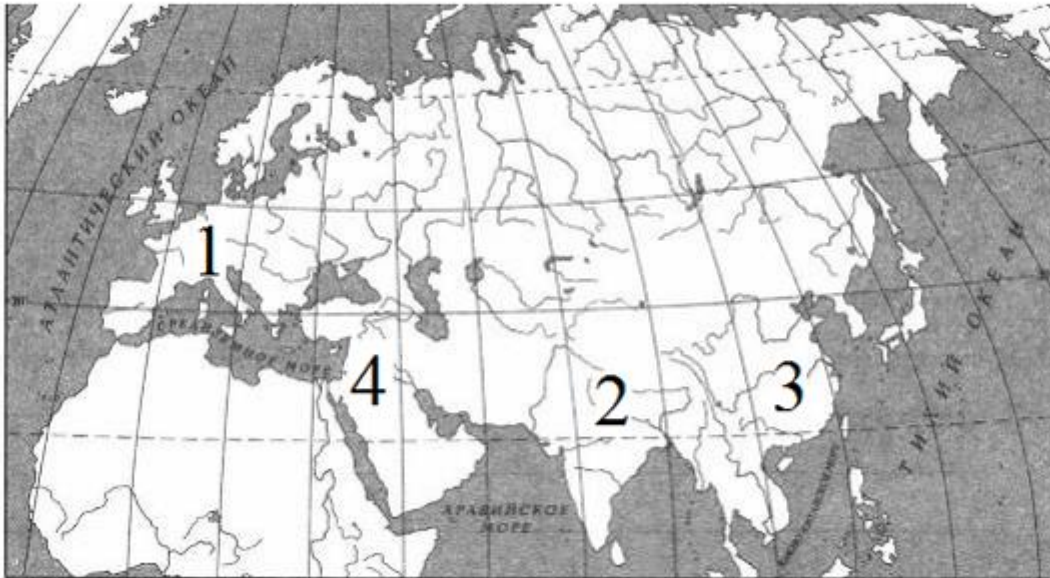 АТЛАНТИЧЕСКИЙ ОКЕАН
1
СРЕДИЗЕМНОЕ МОРЕ
4
2
3
ТИХИЙ ОКЕАН
АРАВИЙСКОЕ
МОРЕ